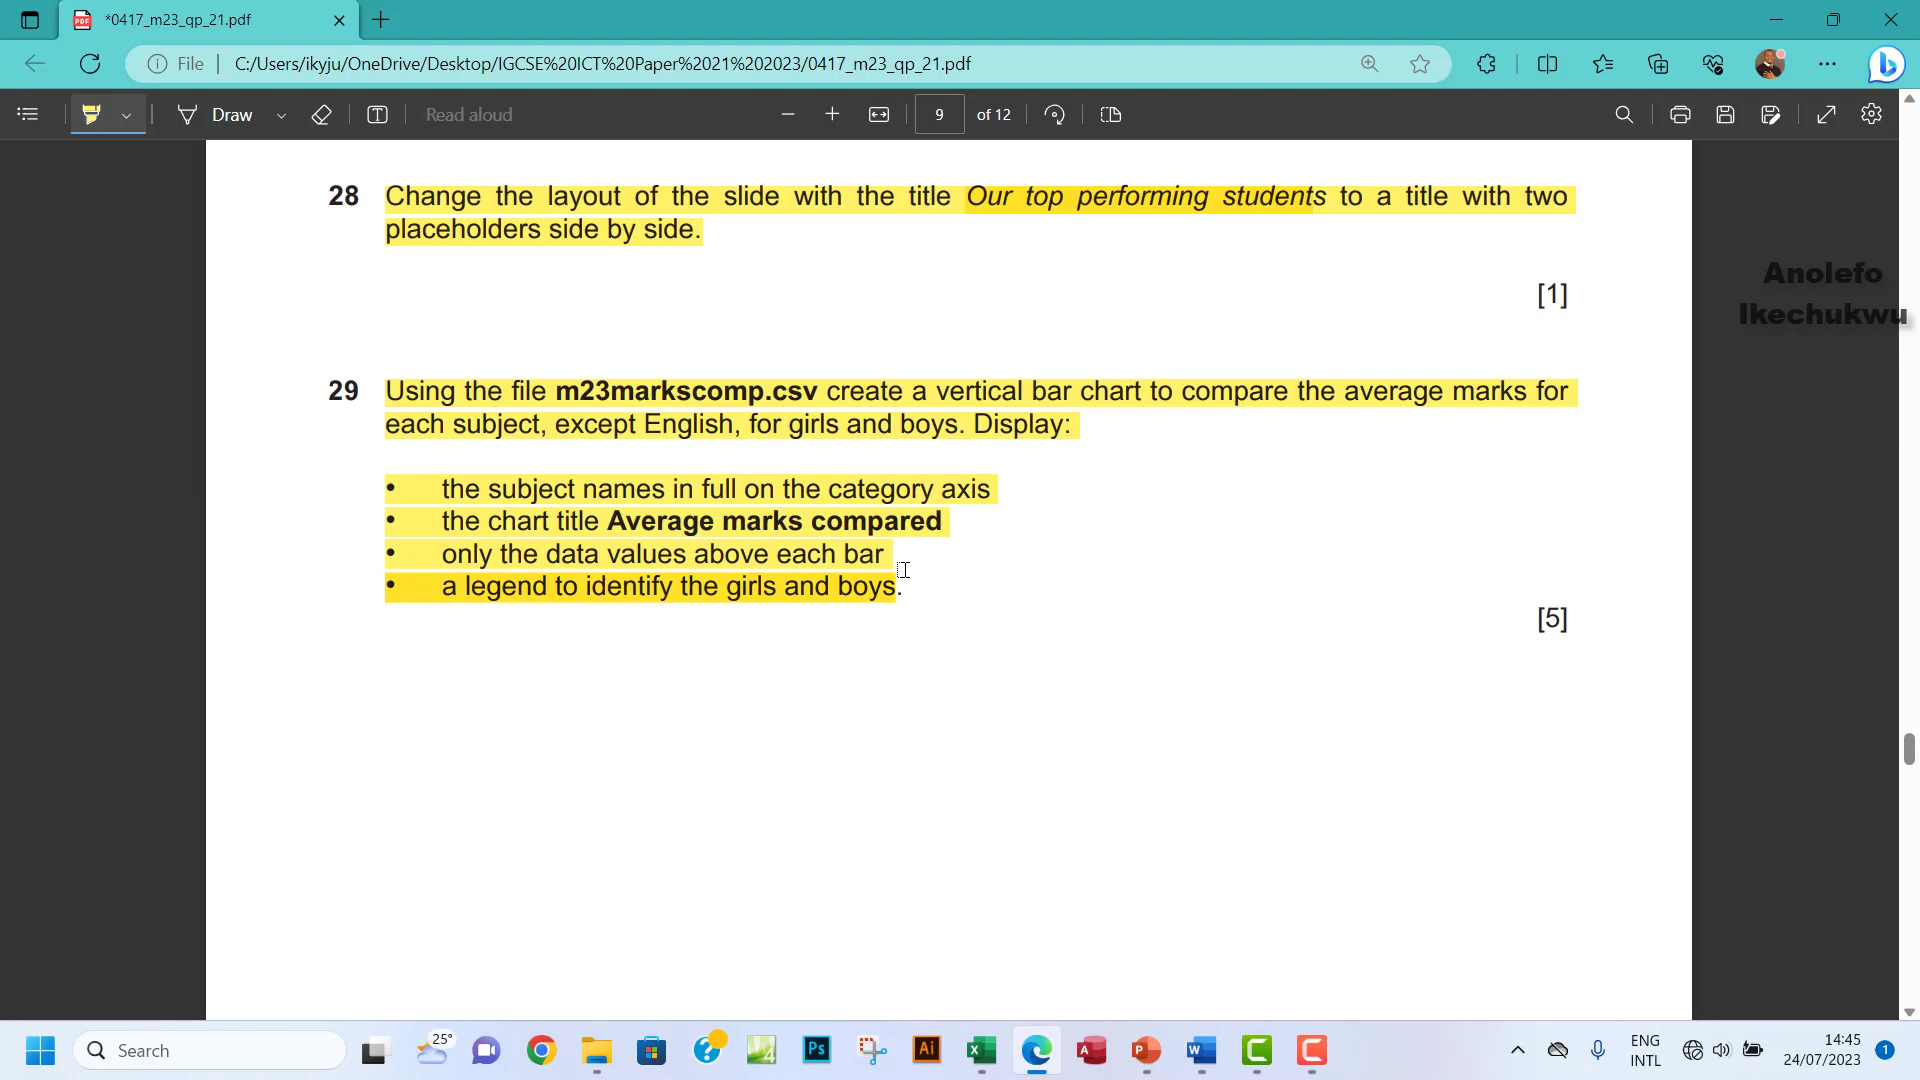 *0417_m23_qp_21.pdf
File
C:/Users/ikyju/OneDrive/Desktop/IGCSE%20ICT%20Paper%2021%202023/0417_m23_qp_21.pdf
Draw
Read aloud
9
of 12
28 Change the layout of the slide with the title Our top performing students to a title with two
placeholders side by side.
[1]
Anolefo
Ikechukwu
29 Using the file m23markscomp.csv create a vertical bar chart to compare the average marks for
each subject, except English, for girls and boys. Display:
• the subject names in full on the category axis
• the chart title Average marks compared
• only the data values above each bar
• a legend to identify the girls and boys.
[5]
Search
25°
Ps
Ai
ENG
INTL
14:45
24/07/2023
1